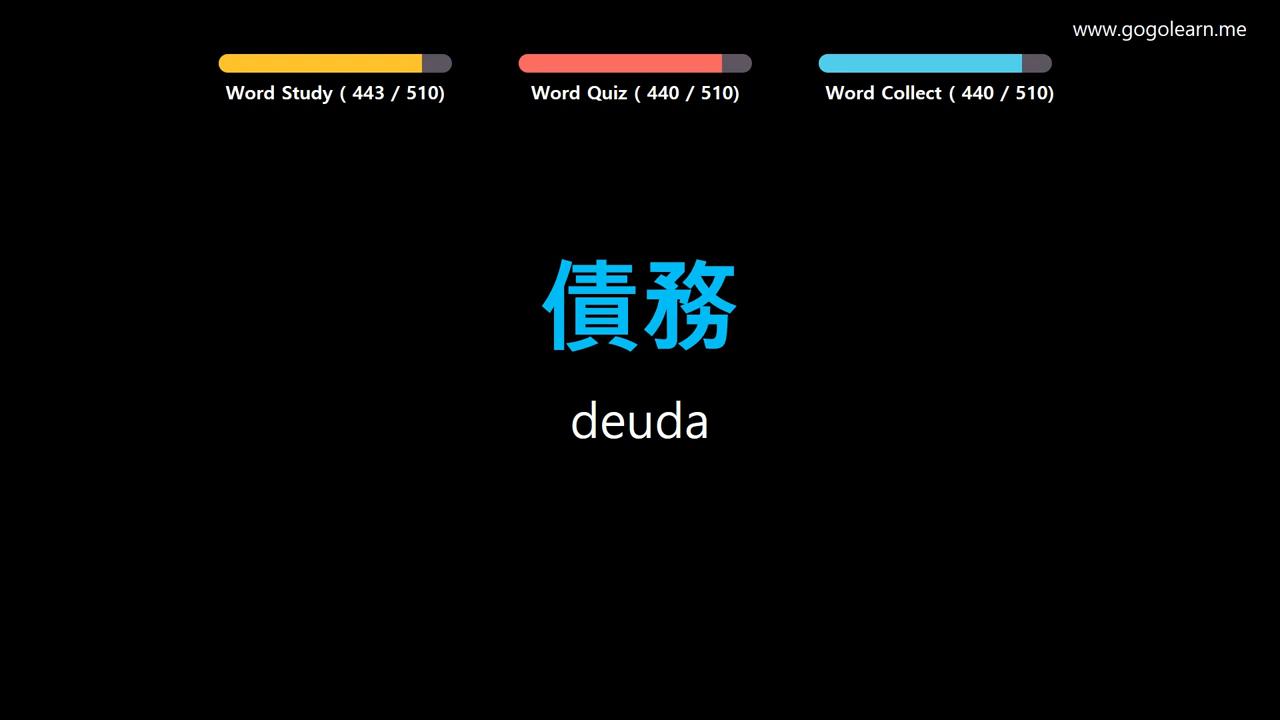 www.gogolearn.me
Word Study ( 443 / 510)
Word Quiz ( 440 / 510)
Word Collect ( 440 / 510)
債務
deuda